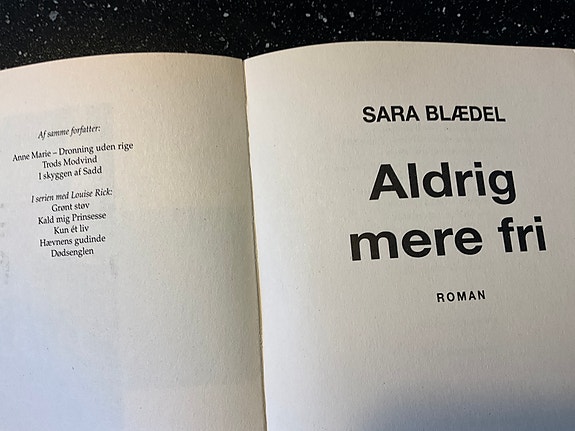 Af samme forfatter:
Anne Marie – Dronning uden rige
Trods Modvind
I skyggen af Sadd
I serien med Louise Rick:
Grønt støv
Kald mig Prinsesse
Kun ét liv
Hævnens gudinde
Dødsenglen
SARA BLÆDEL
Aldrig
mere fri
ROMAN